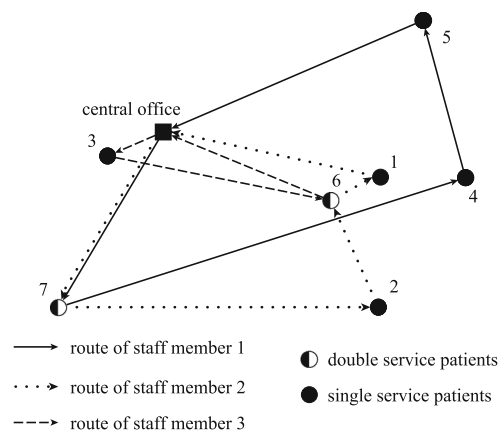 5
central office
3
1
6
4
7
2
route of staff member 1
double service patients
route of staff member 2
single service patients
route of staff member 3